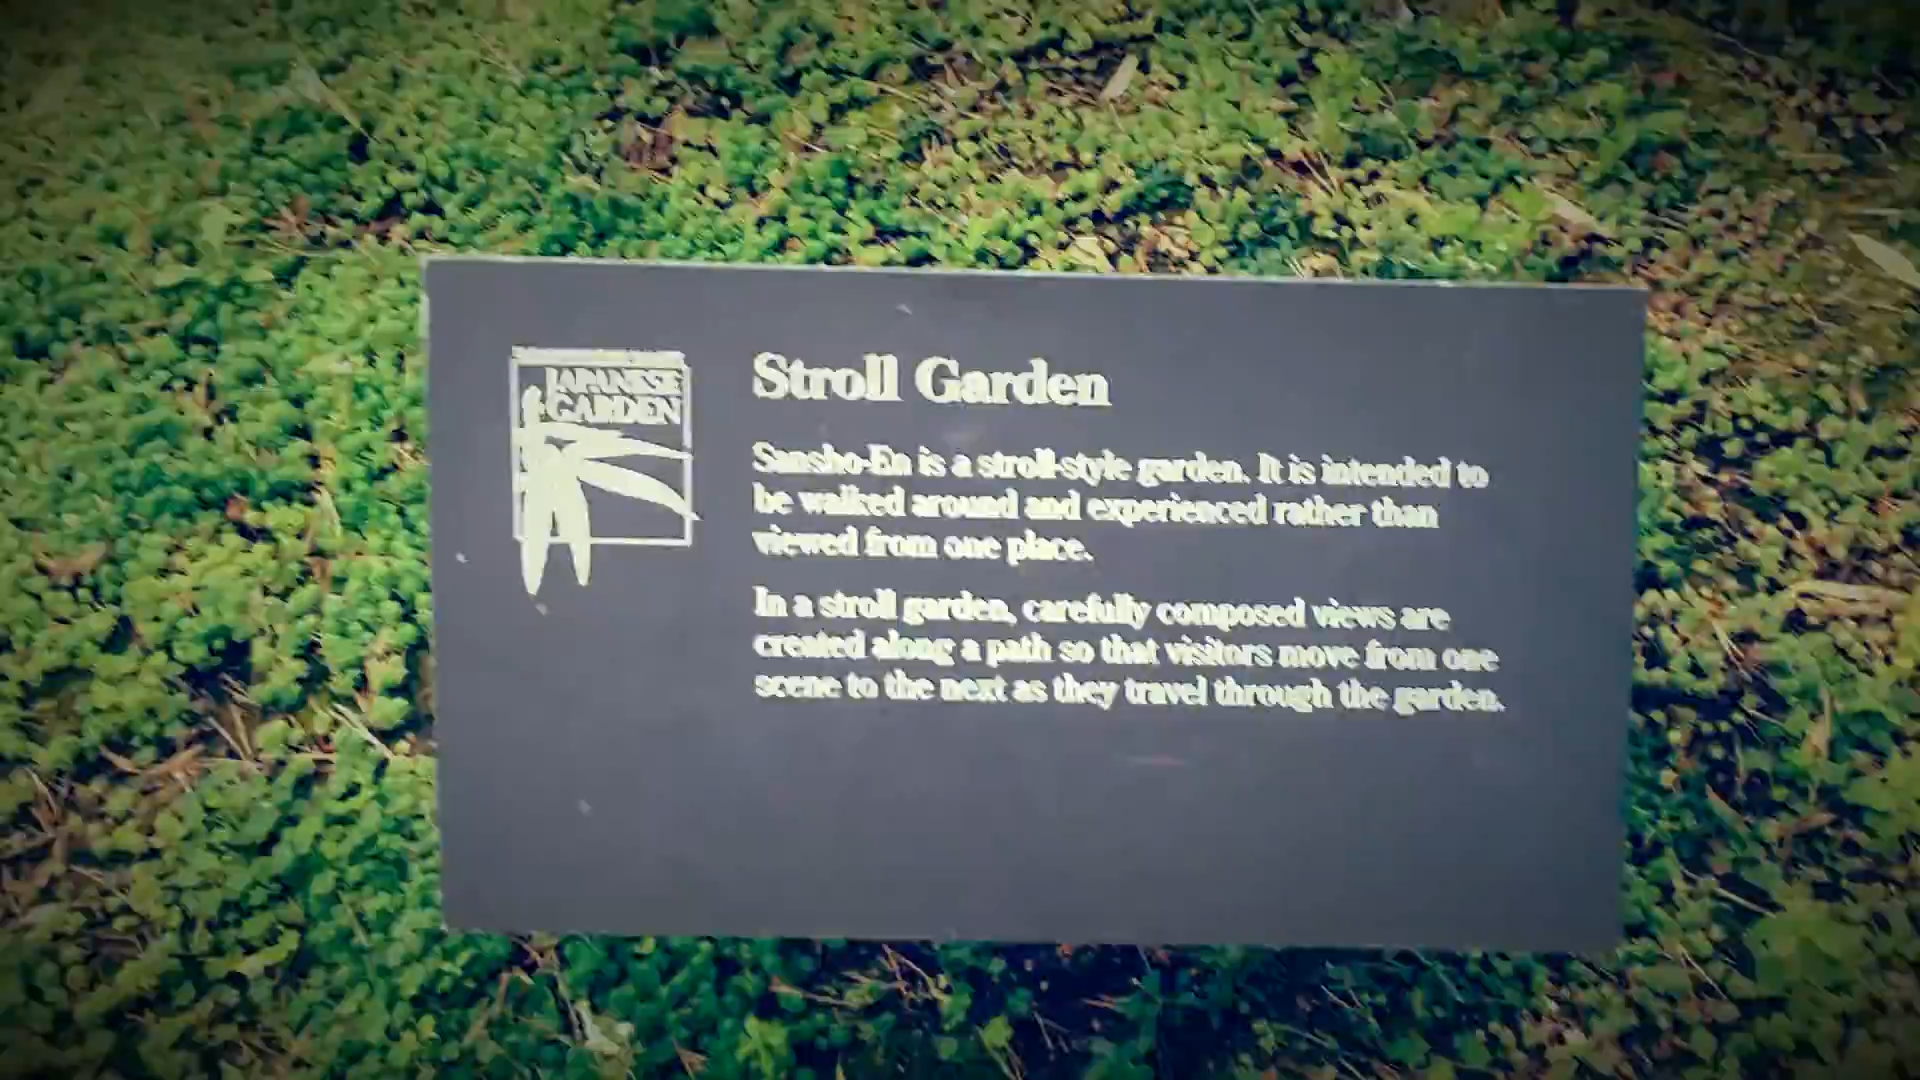 JAPANESE
GARDEN
Stroll Garden
Sansho-En is a stroll-style garden. It is intended to
be walked around and experienced rather than
viewed from one place.
In a stroll garden, carefully composed views are
created along a path so that visitors move from one
scene to the next as they travel through the garden.